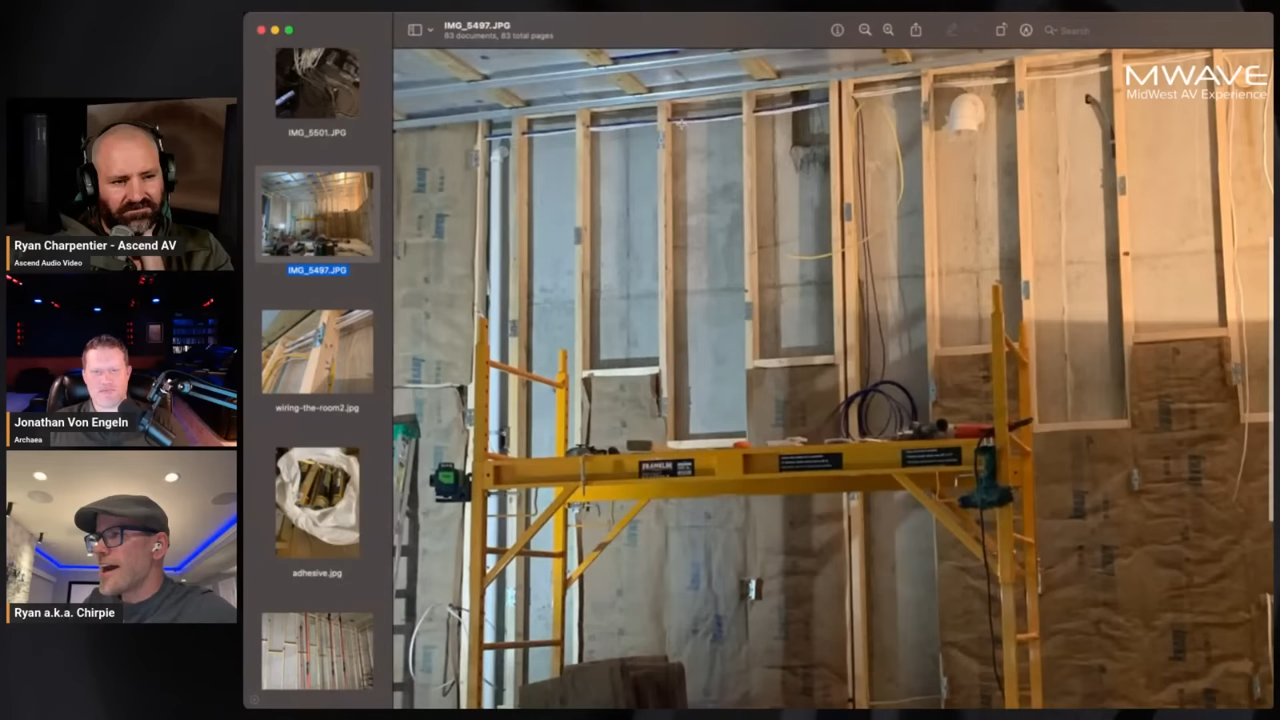 IMG_5497.JPG
83 documents, 83 total pages
Search
MWAVE
MidWest AV Experience
IMG_5501.JPG
IMG_5497.JPG
wiring-the-room2.jpg
adhesive.jpg
Ryan Charpentier - Ascend AV
Ascend Audio Video
Jonathan Von Engeln
Archaea
Ryan a.k.a. Chirpie
FRANKLIN